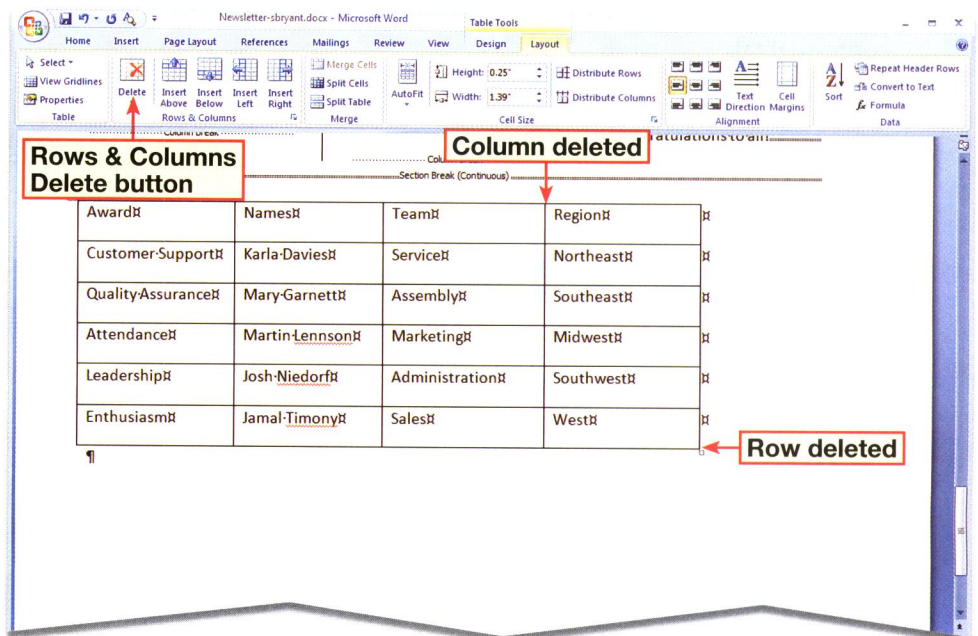 Newsletter-sbryant.docx - Microsoft Word
Table Tools
Home Insert Page Layout References Mailings Review View Design Layout
Select
View Gridlines
Properties
Table
Delete
Insert Above
Insert Below
Insert Left
Insert Right
Rows & Columns
Merge Cells
Split Cells
Split Table
Merge
AutoFit
Height: 0.25"
Width: 1.39"
Distribute Rows
Distribute Columns
Cell Size
Text Direction
Cell Margins
Alignment
Sort
Repeat Header Rows
Convert to Text
Formula
Data
Column Break
Section Break (Continuous)
Rows & Columns
Delete button
Column deleted
Award¤ Names¤ Team¤ Region¤ ¤
Customer·Support¤ Karla·Davies¤ Service¤ Northeast¤ ¤
Quality·Assurance¤ Mary·Garnett¤ Assembly¤ Southeast¤ ¤
Attendance¤ Martin·Lennson¤ Marketing¤ Midwest¤ ¤
Leadership¤ Josh·Niedorf¤ Administration¤ Southwest¤ ¤
Enthusiasm¤ Jamal·Timony¤ Sales¤ West¤ ¤
Row deleted
¶